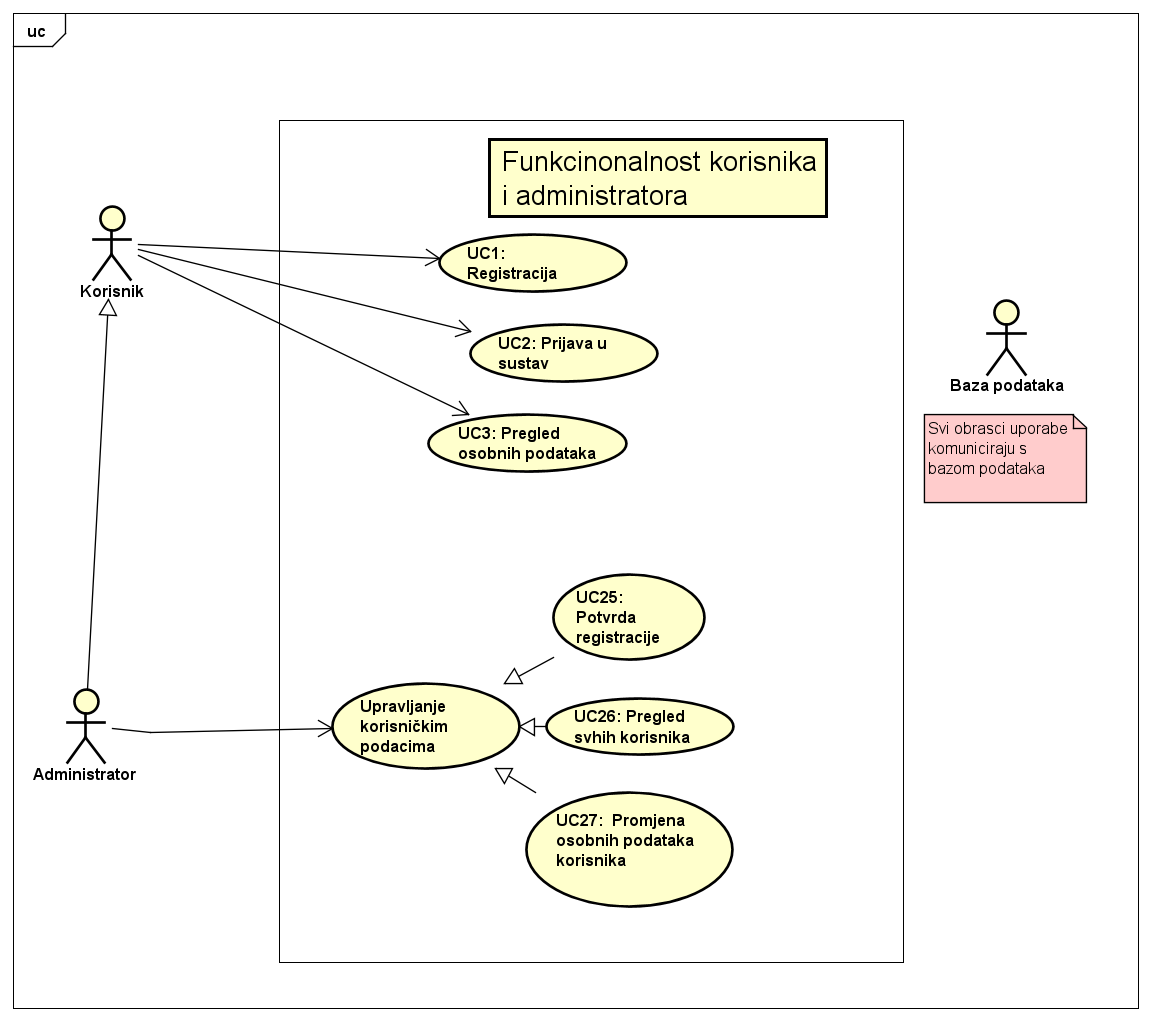 uc
Funkcinonalnost korisnika
i administratora
Korisnik
UC1:
Registracija
UC2: Prijava u
sustav
UC3: Pregled
osobnih podataka
Baza podataka
Svi obrasci uporabe
komuniciraju s
bazom podataka
UC25:
Potvrda
registracije
Upravljanje
korisničkim
podacima
UC26: Pregled
svhih korisnika
Administrator
UC27:  Promjena
osobnih podataka
korisnika